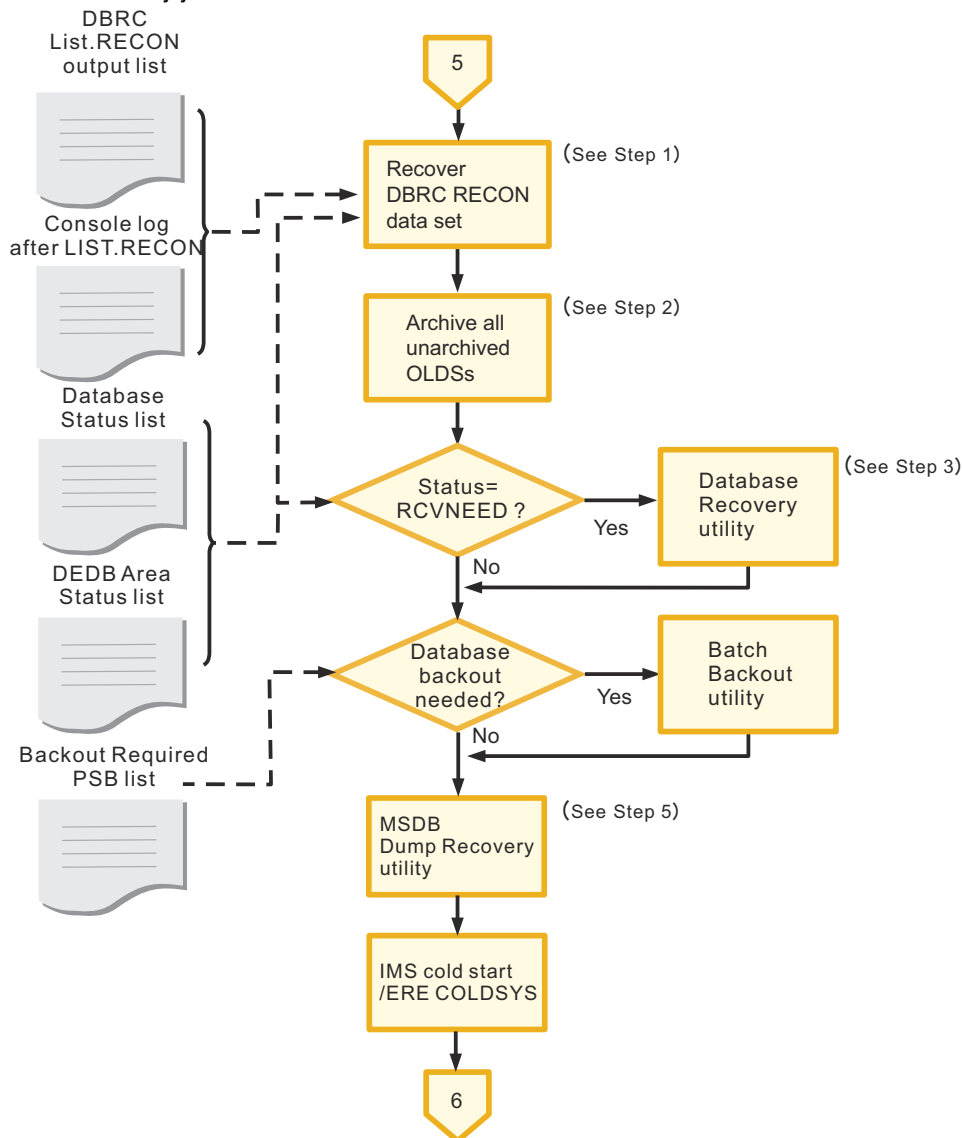 DBRC
List.RECON
output list
5
(See Step 1)
Recover
DBRC RECON
data set
Console log
after LIST.RECON
(See Step 2)
Archive all
unarchived
OLDSs
Database
Status list
Status=
RCVNEED ?
Yes
No
(See Step 3)
Database
Recovery
utility
DEDB Area
Status list
Database
backout
needed?
Yes
No
Batch
Backout
utility
Backout Required
PSB list
(See Step 5)
MSDB
Dump Recovery
utility
IMS cold start
/ERE COLDSYS
6